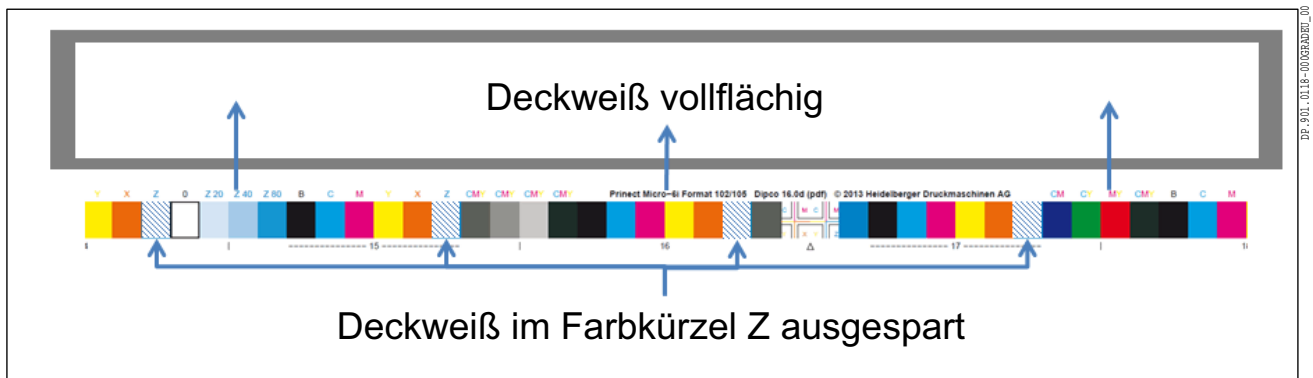 DP.901.0118-000GRADEU_00
Deckweiß vollflächig
Y X Z 0 Z 20 Z 40 Z 80 B C M Y X Z CMY CMY CMY CMY Prinect Micro-6i Format 102/105 Dipco 16.0d (pdf) © 2013 Heidelberger Druckmaschinen AG CM CY MY CMY B C M
C M C M
X Y Z
15 16 17
Deckweiß im Farbkürzel Z ausgespart